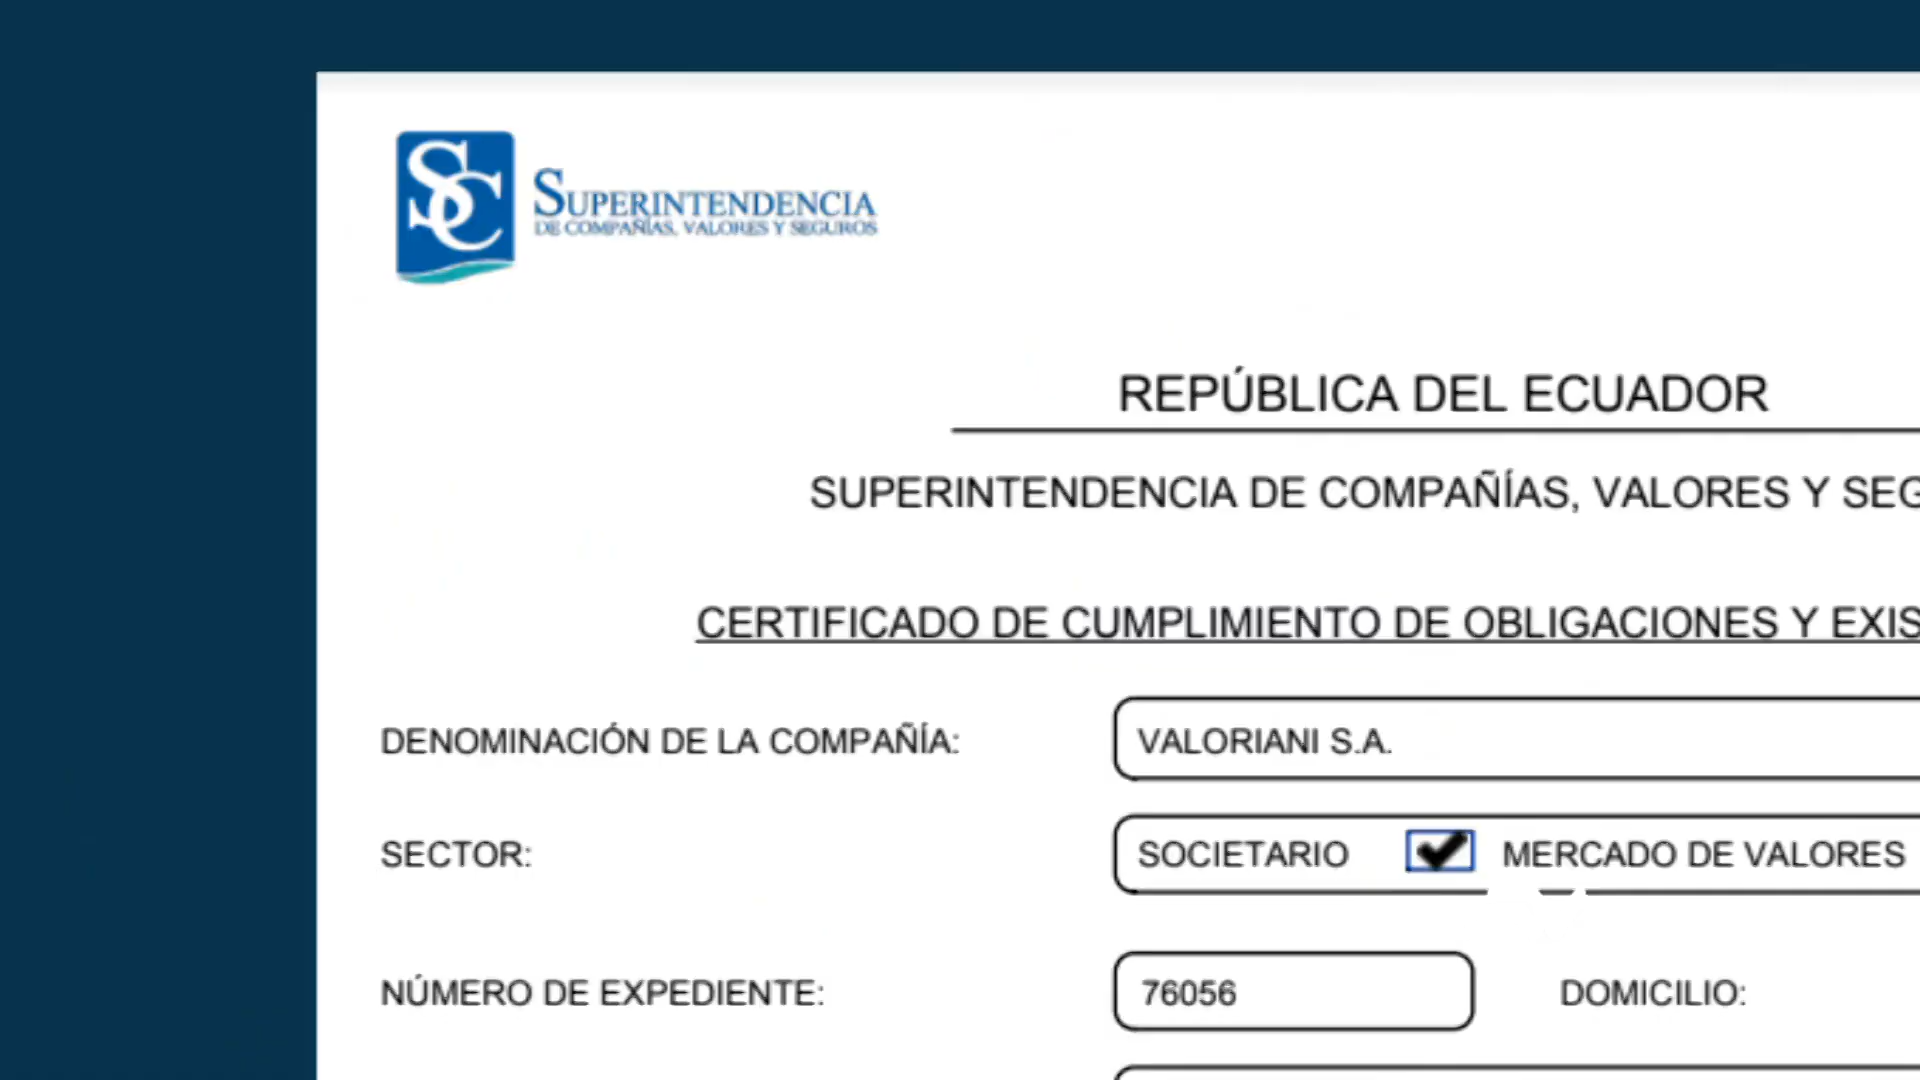 SC
SUPERINTENDENCIA
DE COMPAÑÍAS, VALORES Y SEGUROS
REPÚBLICA DEL ECUADOR
SUPERINTENDENCIA DE COMPAÑÍAS, VALORES Y SEG
CERTIFICADO DE CUMPLIMIENTO DE OBLIGACIONES Y EXIS
DENOMINACIÓN DE LA COMPAÑÍA: VALORIANI S.A.
SECTOR: SOCIETARIO MERCADO DE VALORES
NÚMERO DE EXPEDIENTE: 76056 DOMICILIO: